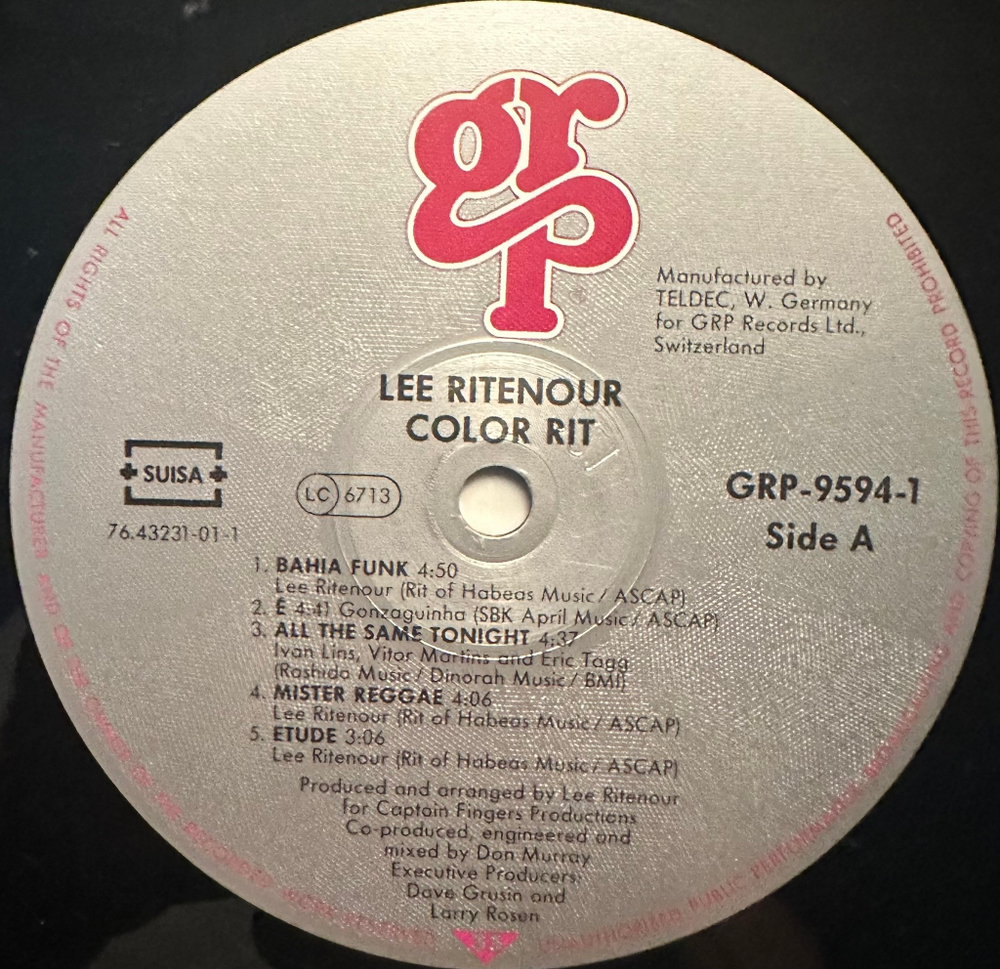 grp
Manufactured by
TELDEC, W. Germany
for GRP Records Ltd.,
Switzerland
LEE RITENOUR
COLOR RIT
SUISA
76.43231-01-1
LC 6713
GRP-9594-1
Side A
1. BAHIA FUNK 4:50
Lee Ritenour (Rit of Habeas Music / ASCAP)
2. É 4:41 Gonzaguinha (SBK April Music / ASCAP)
3. ALL THE SAME TONIGHT 4:37
Ivan Lins, Vitor Martins and Eric Tagg
(Rashida Music / Dinorah Music / BMI)
4. MISTER REGGAE 4:06
Lee Ritenour (Rit of Habeas Music / ASCAP)
5. ETUDE 3:06
Lee Ritenour (Rit of Habeas Music / ASCAP)
Produced and arranged by Lee Ritenour
for Captain Fingers Productions
Co-produced, engineered and
mixed by Don Murray
Executive Producers:
Dave Grusin and
Larry Rosen
ALL RIGHTS OF THE MANUFACTURER AND OF THE OWNER OF THE RECORDED WORK RESERVED
UNAUTHORISED PUBLIC PERFORMANCE BROADCASTING AND COPYING OF THIS RECORD PROHIBITED